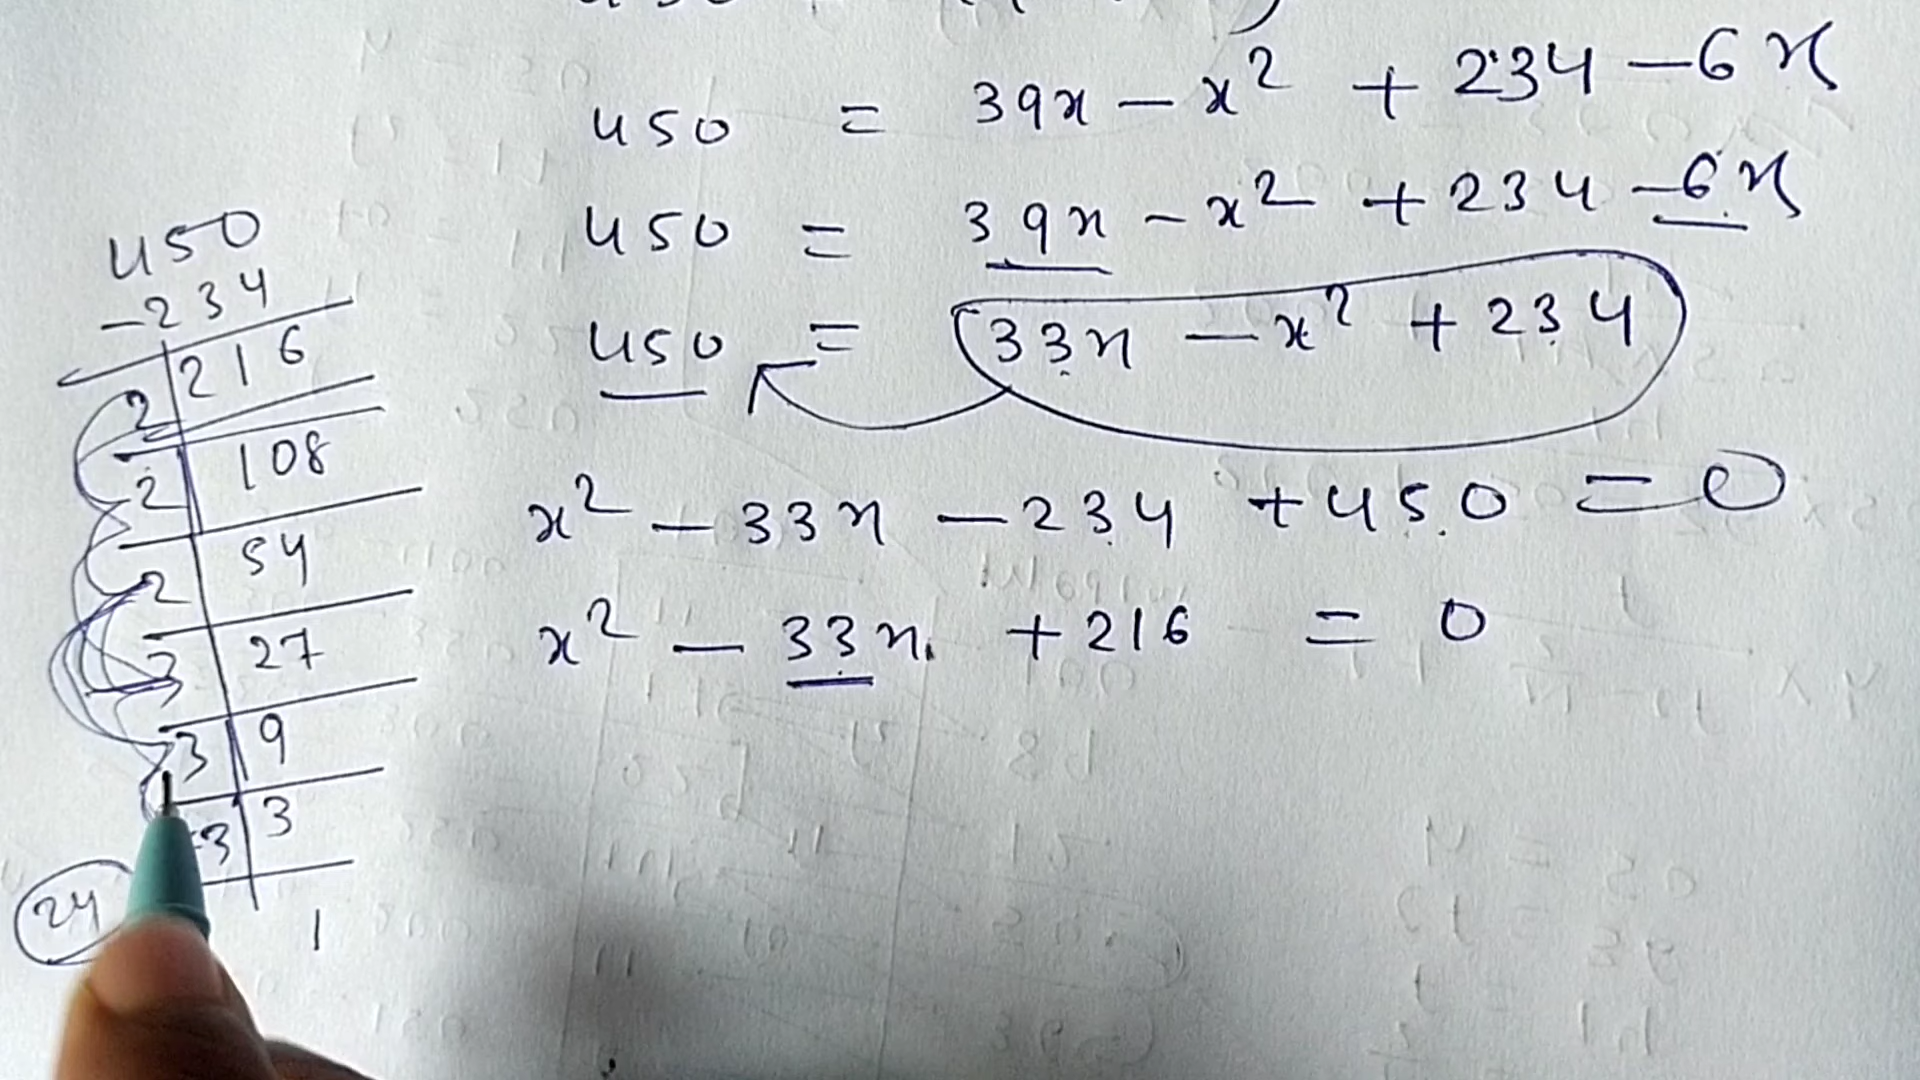 450 = 39x - x² + 234 - 6x
450 = 39x - x² + 234 - 6x
450 = 33x - x² + 234
x² - 33x - 234 + 450 = 0
x² - 33x + 216 = 0
450
-234
2 216
2 108
2 54
27
3 9
3 3
1
24